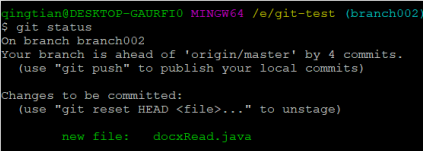 qingtian@DESKTOP-GAURFI0 MINGW64 /e/git-test (branch002)
$ git status
On branch branch002
Your branch is ahead of 'origin/master' by 4 commits.
(use "git push" to publish your local commits)
Changes to be committed:
(use "git reset HEAD <file>..." to unstage)
new file: docxRead.java